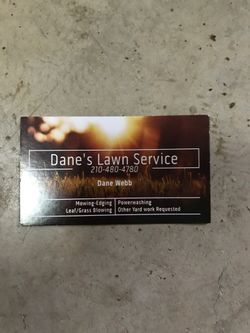 Dane's Lawn Service
210-480-4780
Dane Webb
Mowing-Edging
Leaf/Grass Blowing
Powerwashing
Other Yard work Requested